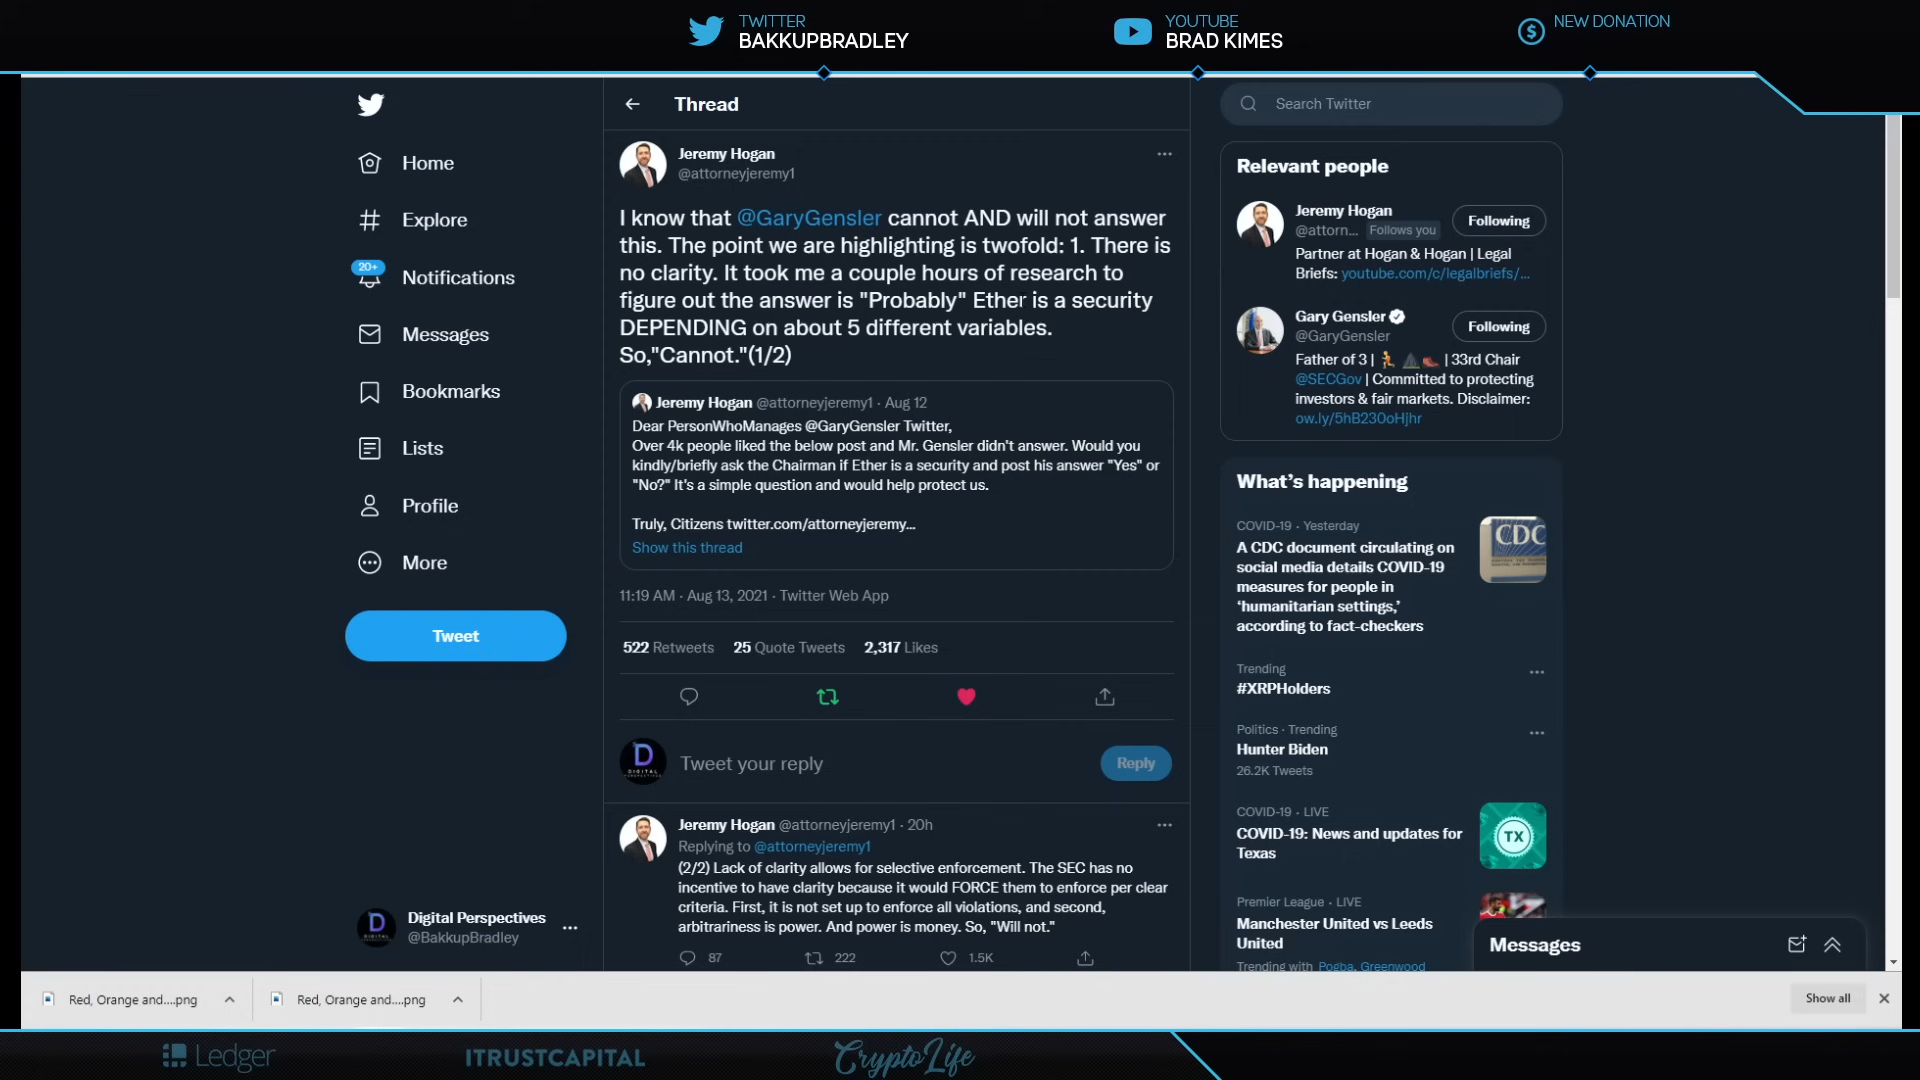 TWITTER
BAKKUPBRADLEY
YOUTUBE
BRAD KIMES
NEW DONATION
Home
Explore
20+
Notifications
Messages
Bookmarks
Lists
Profile
More
Tweet
Digital Perspectives
@BakkupBradley
Thread
Jeremy Hogan
@attorneyjeremy1
I know that @GaryGensler cannot AND will not answer
this. The point we are highlighting is twofold: 1. There is
no clarity. It took me a couple hours of research to
figure out the answer is "Probably" Ether is a security
DEPENDING on about 5 different variables.
So,"Cannot."(1/2)
Jeremy Hogan @attorneyjeremy1 · Aug 12
Dear PersonWhoManages @GaryGensler Twitter,
Over 4k people liked the below post and Mr. Gensler didn't answer. Would you
kindly/briefly ask the Chairman if Ether is a security and post his answer "Yes" or
"No?" It's a simple question and would help protect us.
Truly, Citizens twitter.com/attorneyjeremy...
Show this thread
11:19 AM · Aug 13, 2021 · Twitter Web App
522 Retweets 25 Quote Tweets 2,317 Likes
D
DIGITAL
PERSPECTIVES
Tweet your reply
Reply
Jeremy Hogan @attorneyjeremy1 · 20h
Replying to @attorneyjeremy1
(2/2) Lack of clarity allows for selective enforcement. The SEC has no
incentive to have clarity because it would FORCE them to enforce per clear
criteria. First, it is not set up to enforce all violations, and second,
arbitrariness is power. And power is money. So, "Will not."
87 222 1.5K
Search Twitter
Relevant people
Jeremy Hogan
@attorn... Follows you
Following
Partner at Hogan & Hogan | Legal
Briefs: youtube.com/c/legalbriefs/...
Gary Gensler
@GaryGensler
Following
Father of 3 | | 33rd Chair
@SECGov | Committed to protecting
investors & fair markets. Disclaimer:
ow.ly/5hB230oHjhr
What's happening
COVID-19 · Yesterday
A CDC document circulating on
social media details COVID-19
measures for people in
'humanitarian settings,'
according to fact-checkers
CDC
Trending
#XRPHolders
Politics · Trending
Hunter Biden
26.2K Tweets
COVID-19 · LIVE
COVID-19: News and updates for
Texas
TX
Premier League · LIVE
Manchester United vs Leeds
United
Trending with Pogba, Greenwood
Messages
Red, Orange and....png
Red, Orange and....png
Show all
Ledger
ITRUSTCAPITAL
CryptoLife